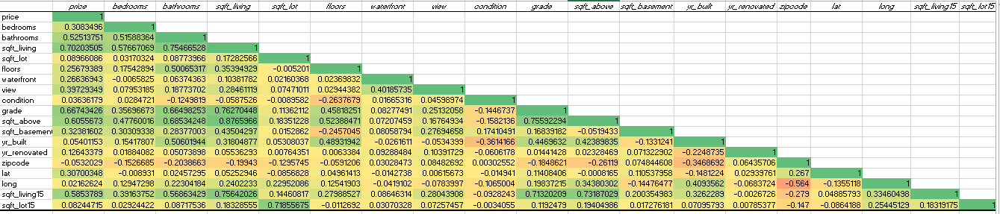 price bedrooms bathrooms sqft_living sqft_lot floors waterfront view condition grade sqft_above sqft_basement yr_built yr_renovated zipcode lat long sqft_living15 sqft_lot15
price 1
bedrooms 0.3083496 1
bathrooms 0.52513751 0.51588364 1
sqft_living 0.70203505 0.57667069 0.75466528 1
sqft_lot 0.08966086 0.03170324 0.08773966 0.17282566 1
floors 0.25679389 0.17542894 0.50065317 0.35394929 -0.005201 1
waterfront 0.26636943 -0.0065825 0.06374363 0.10381782 0.02160368 0.02369832 1
view 0.39729349 0.07953185 0.18773702 0.28461119 0.07471011 0.02944382 0.40185735 1
condition 0.03636179 0.0284721 -0.1249819 -0.0587526 -0.0089582 -0.2637679 0.01665316 0.04598974 1
grade 0.66743426 0.35696673 0.66498253 0.76270448 0.11362112 0.45818251 0.08277491 0.25132058 -0.1446737 1
sqft_above 0.6055673 0.47760016 0.68534248 0.8765966 0.18351228 0.52388471 0.07207459 0.16764934 -0.1582136 0.75592294 1
sqft_basemen 0.32381602 0.30309338 0.28377003 0.43504297 0.0152862 -0.2457045 0.08058794 0.27694658 0.17410491 0.16839182 -0.0519433 1
yr_built 0.05401153 0.15417807 0.50601944 0.31804877 0.05308037 0.48931942 -0.0261611 -0.0534399 -0.3614166 0.4469632 0.42389835 -0.1331241 1
yr_renovated 0.12643379 0.01884082 0.05073898 0.05536293 0.00764351 0.0063384 0.09288484 0.10391729 -0.0606178 0.01441428 0.02328469 0.071322902 -0.2248735 1
zipcode -0.0532029 -0.1526685 -0.2038663 -0.19943 -0.1295745 -0.0591206 0.03028473 0.08482692 0.00302552 -0.1848621 -0.26119 0.074844608 -0.3468692 0.06435706 1
lat 0.30700348 -0.008931 0.02457295 0.05252946 -0.0856828 0.04961413 -0.0142738 0.00615673 -0.014941 0.11408406 -0.0008165 0.110537958 -0.1481224 0.02939761 0.267 1
long 0.02162624 0.12947298 0.22304184 0.2402233 0.22952086 0.12541903 -0.0419102 -0.0783997 -0.1065004 0.19837215 0.34380302 -0.14476477 0.4093562 -0.0683724 -0.564 -0.1355118 1
sqft_living15 0.5853789 0.39163752 0.56863429 0.75642026 0.14460817 0.27988527 0.08646314 0.28043908 -0.0928243 0.71320209 0.73187029 0.200354983 0.3262289 -0.0026726 -0.279 0.04885793 0.33460498 1
sqft_lot15 0.08244715 0.02924422 0.08717536 0.18328555 0.71855675 -0.0112692 0.03070328 0.07257457 -0.0034055 0.1192479 0.19404986 0.017276181 0.07095793 0.00785377 -0.147 -0.0864188 0.25445129 0.18319175 1